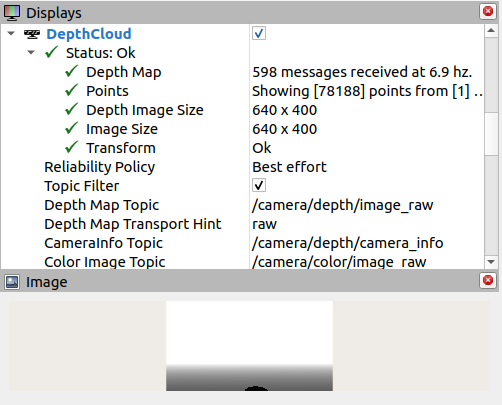 Displays
DepthCloud
Status: Ok
Depth Map 598 messages received at 6.9 hz.
Points Showing [78188] points from [1] ..
Depth Image Size 640 x 400
Image Size 640 x 400
Transform Ok
Reliability Policy Best effort
Topic Filter
Depth Map Topic /camera/depth/image_raw
Depth Map Transport Hint raw
CameraInfo Topic /camera/depth/camera_info
Color Image Topic /camera/color/image_raw
Image